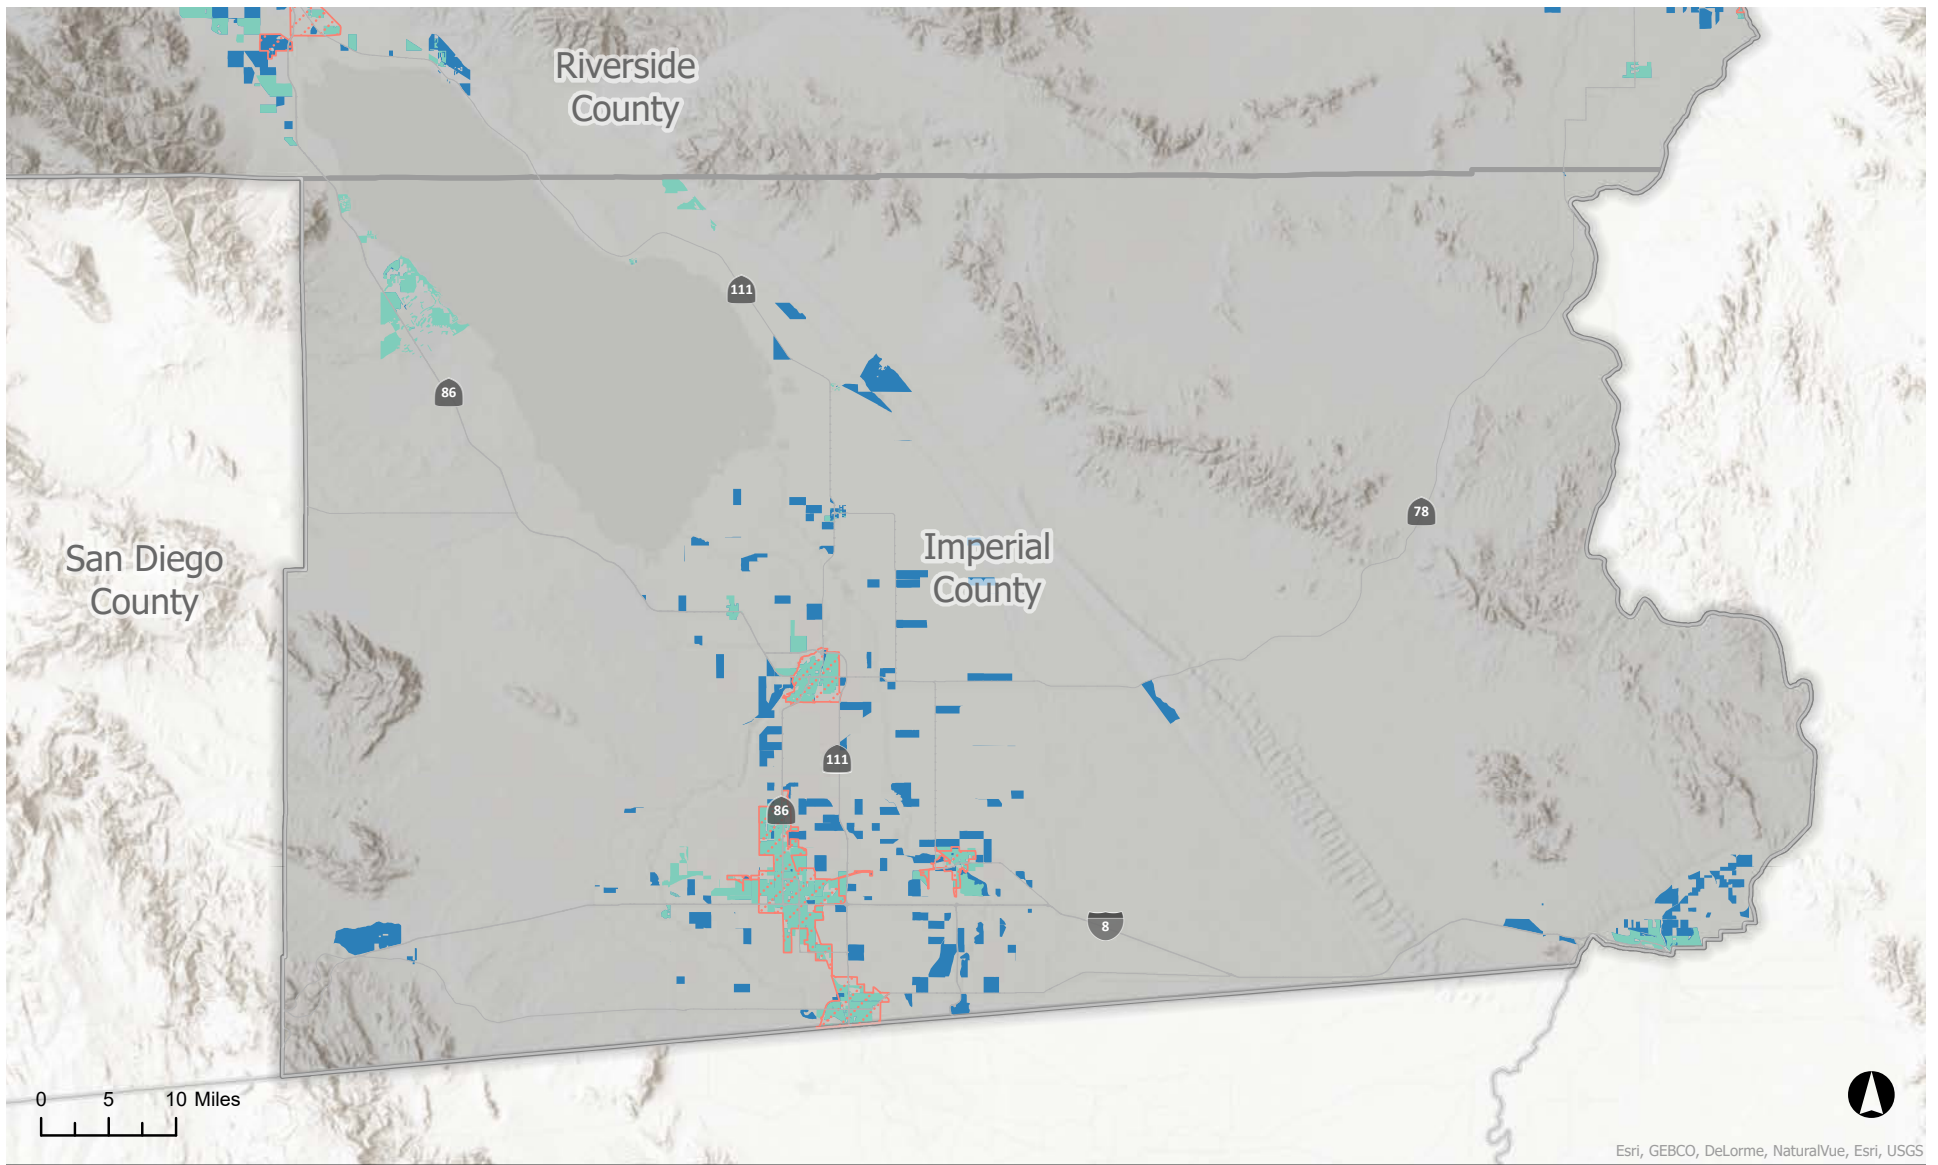 Riverside
County
111
86
78
San Diego
County
Imperial
County
111
86
8
0 5 10 Miles
Esri, GEBCO, DeLorme, NaturalVue, Esri, USGS